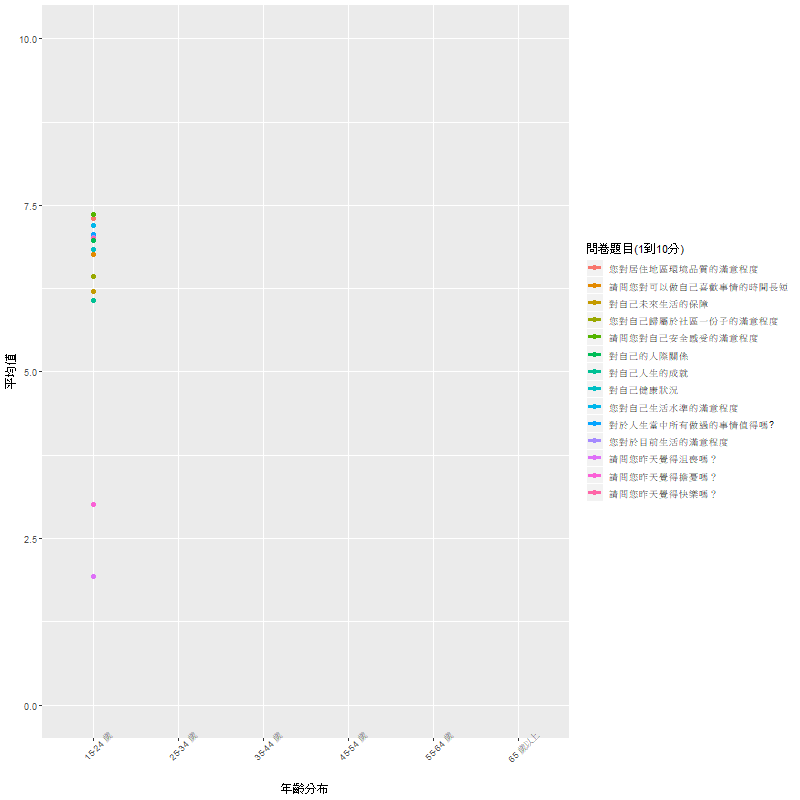 10.0
7.5
5.0
2.5
0.0
平均值
15-24 歲
25-34 歲
35-44 歲
45-54 歲
55-64 歲
65 歲以上
年齡分布
問卷題目(1到10分)
您對居住地區環境品質的滿意程度
請問您對可以做自己喜歡事情的時間長短
對自己未來生活的保障
您對自己歸屬於社區一份子的滿意程度
請問您對自己安全感受的滿意程度
對自己的人際關係
對自己人生的成就
對自己健康狀況
您對自己生活水準的滿意程度
對於人生當中所有做過的事情值得嗎?
您對於目前生活的滿意程度
請問您昨天覺得沮喪嗎？
請問您昨天覺得擔憂嗎？
請問您昨天覺得快樂嗎？